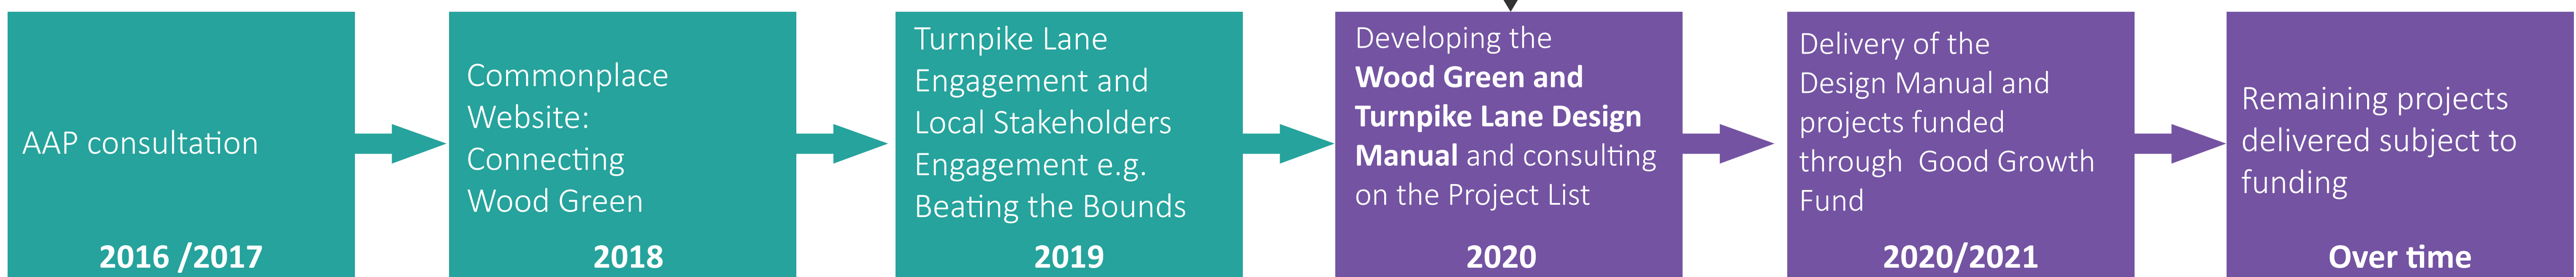 AAP consultation
2016 /2017
Commonplace
Website:
Connecting
Wood Green
2018
Turnpike Lane
Engagement and
Local Stakeholders
Engagement e.g.
Beating the Bounds
2019
Developing the
Wood Green and
Turnpike Lane Design
Manual and consulting
on the Project List
2020
Delivery of the
Design Manual and
projects funded
through Good Growth
Fund
2020/2021
Remaining projects
delivered subject to
funding
Over time